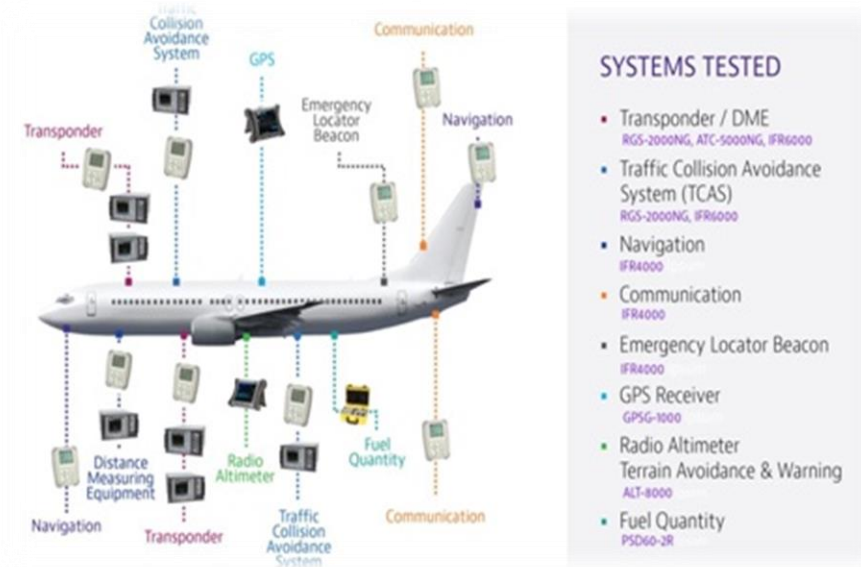 Traffic
Collision
Avoidance
System
GPS
Communication
Emergency
Locator
Beacon
Navigation
Transponder
Distance
Measuring
Equipment
Navigation
Transponder
Radio
Altimeter
Traffic
Collision
Avoidance
System
Fuel
Quantity
Communication
SYSTEMS TESTED
Transponder / DME
RGS-2000NG, ATC-5000NG, IFR6000
Traffic Collision Avoidance
System (TCAS)
RGS-2000NG, IFR6000
Navigation
IFR4000
Communication
IFR4000
Emergency Locator Beacon
IFR4000
GPS Receiver
GPSG-1000
Radio Altimeter
Terrain Avoidance & Warning
ALT-8000
Fuel Quantity
PSD60-2R